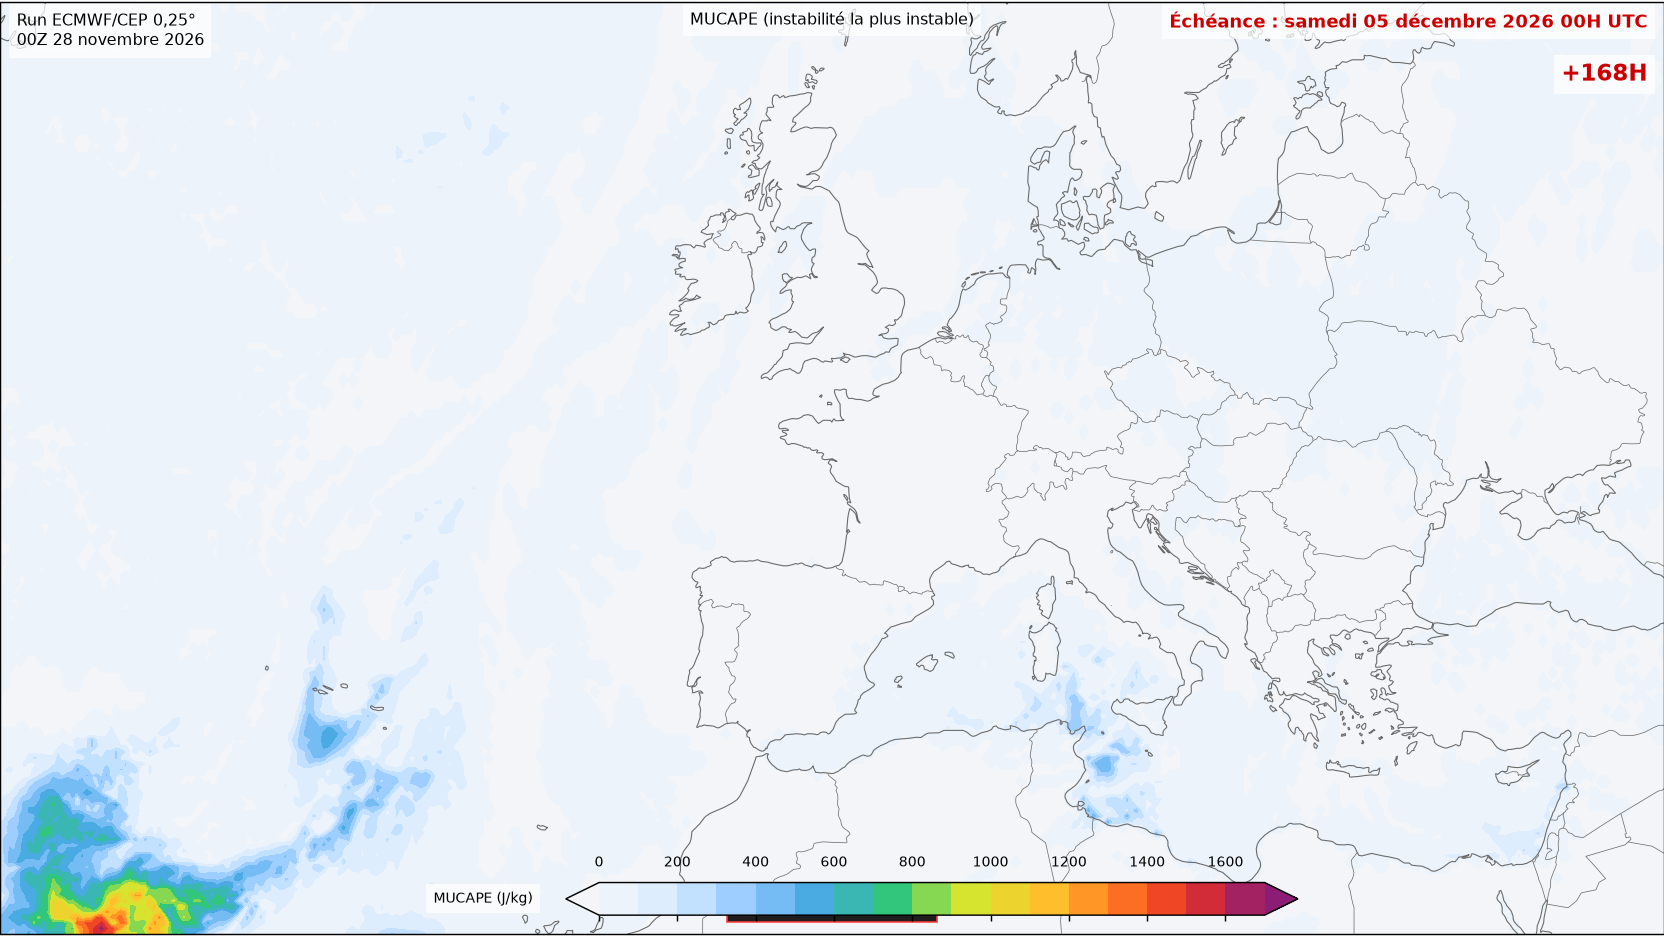 Run ECMWF/CEP 0,25°
00Z 28 novembre 2026
MUCAPE (instabilité la plus instable)
Échéance : samedi 05 décembre 2026 00H UTC
+168H
0 200 400 600 800 1000 1200 1400 1600
MUCAPE (J/kg)